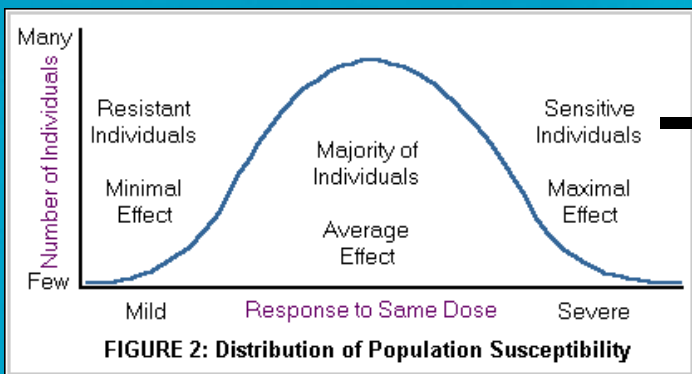 Many
Number of Individuals
Resistant
Individuals
Minimal
Effect
Majority of
Individuals
Average
Effect
Sensitive
Individuals
Maximal
Effect
Few
Mild
Response to Same Dose
Severe
FIGURE 2: Distribution of Population Susceptibility